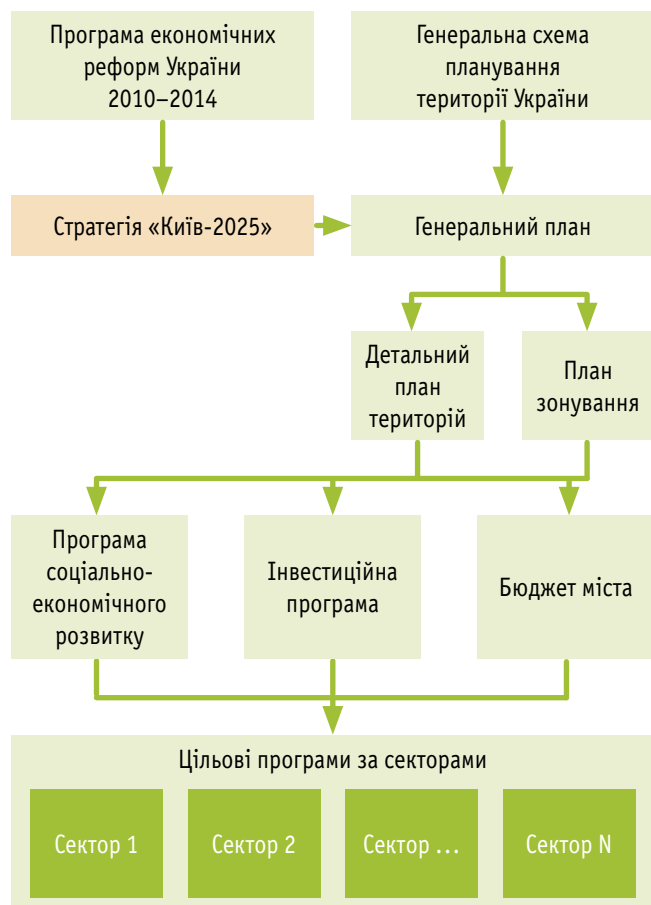 Програма економічних
реформ України
2010–2014
Генеральна схема
планування
території України
Стратегія «Київ-2025»
Генеральний план
Детальний
план
територій
План
зонування
Програма
соціально-
економічного
розвитку
Інвестиційна
програма
Бюджет міста
Цільові програми за секторами
Сектор 1
Сектор 2
Сектор ...
Сектор N